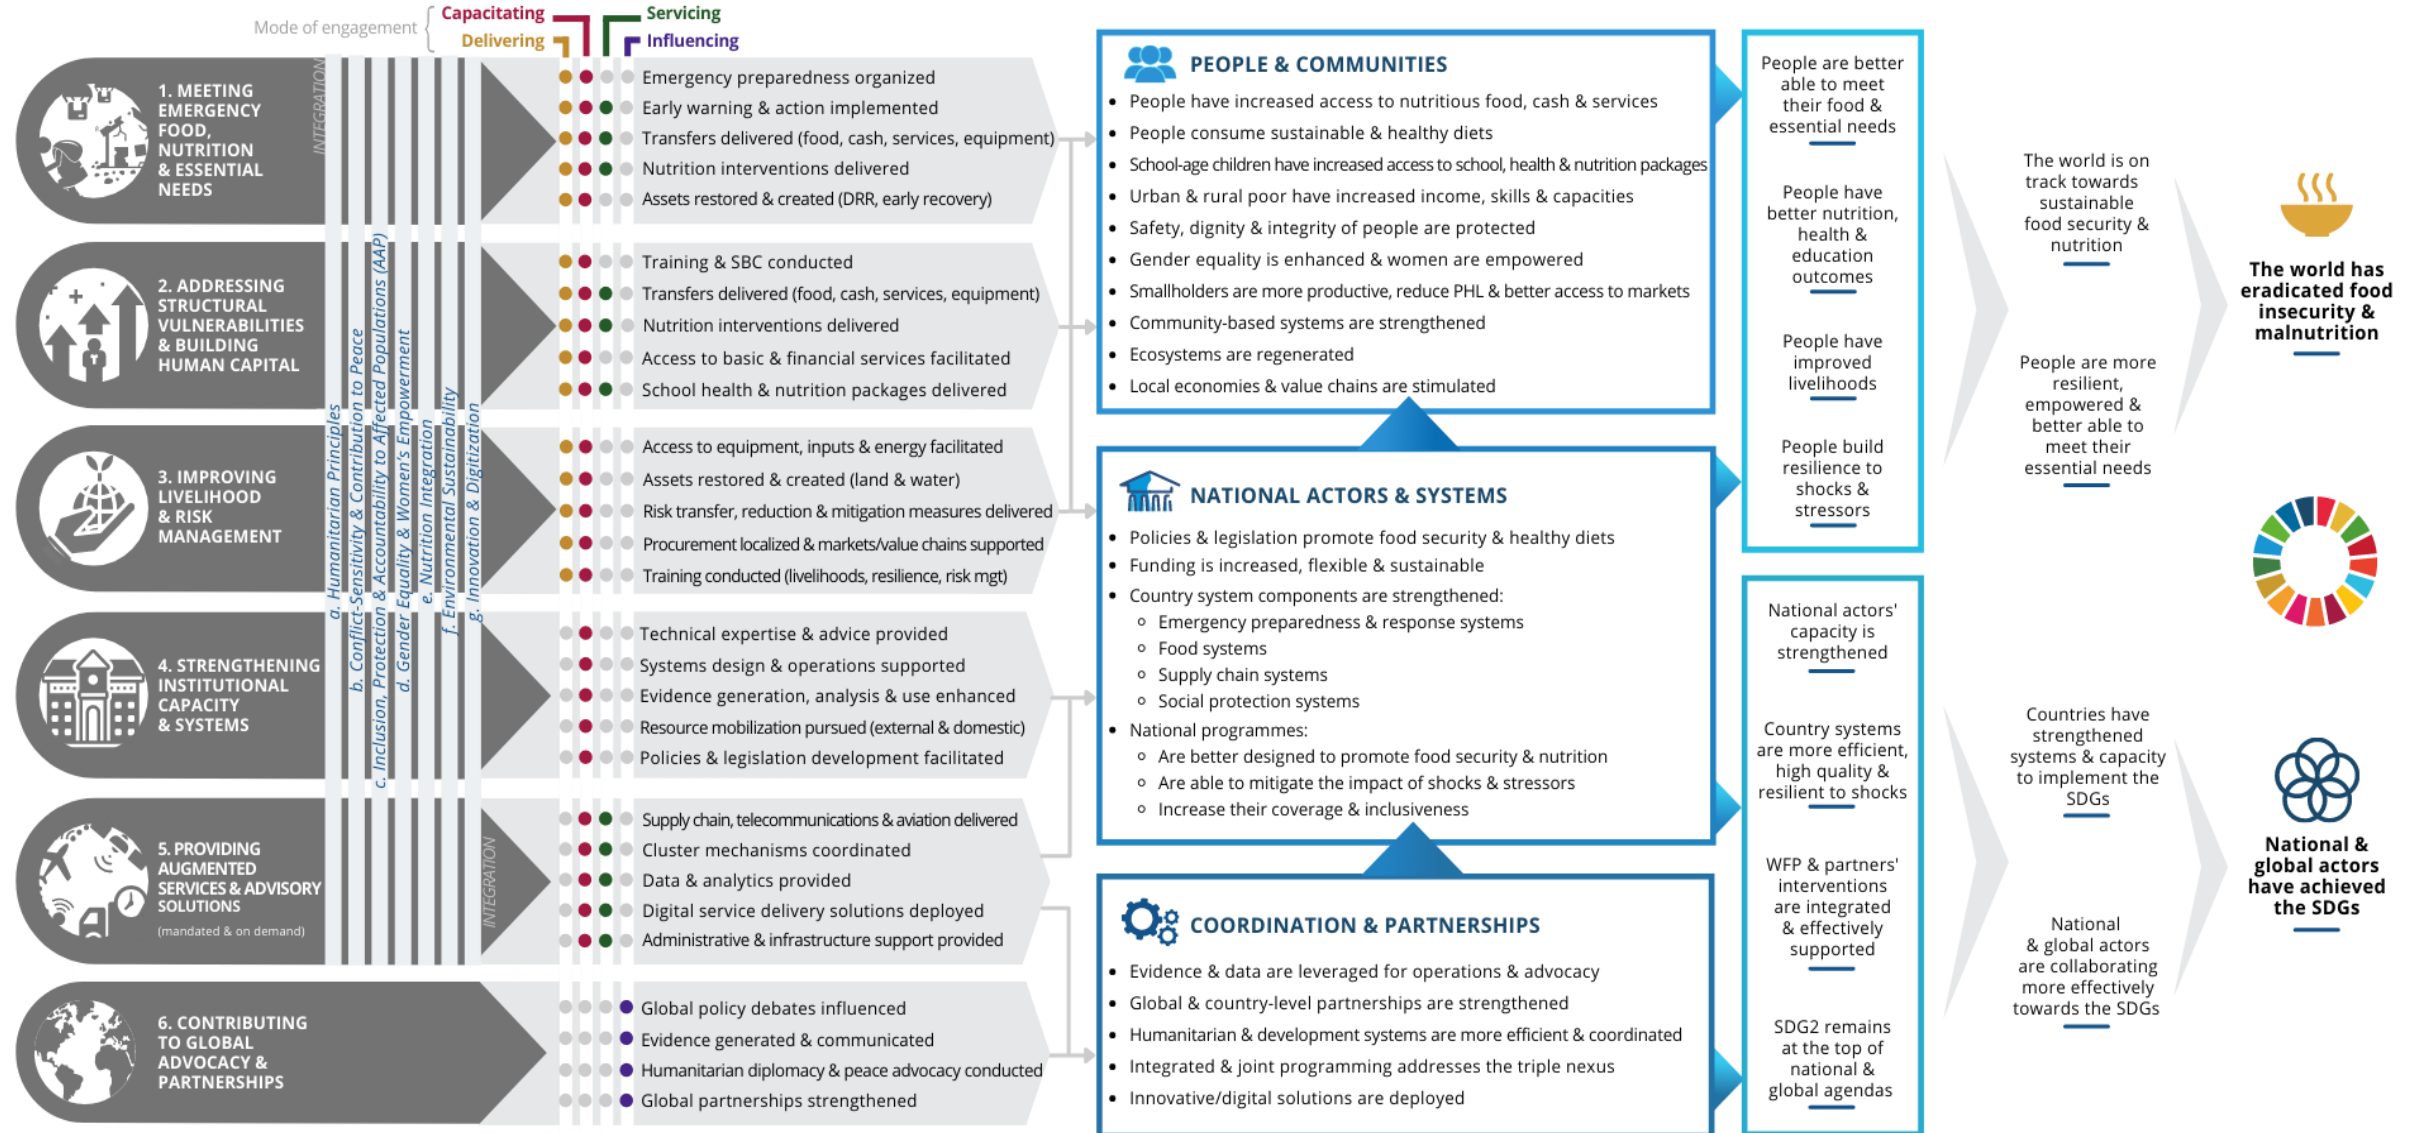 Mode of engagement
Capacitating
Delivering
Servicing
Influencing
INTEGRATION
1. MEETING
EMERGENCY
FOOD,
NUTRITION
& ESSENTIAL
NEEDS
Emergency preparedness organized
Early warning & action implemented
Transfers delivered (food, cash, services, equipment)
Nutrition interventions delivered
Assets restored & created (DRR, early recovery)
2. ADDRESSING
STRUCTURAL
VULNERABILITIES
& BUILDING
HUMAN CAPITAL
Training & SBC conducted
Transfers delivered (food, cash, services, equipment)
Nutrition interventions delivered
Access to basic & financial services facilitated
School health & nutrition packages delivered
3. IMPROVING
LIVELIHOOD
& RISK
MANAGEMENT
Access to equipment, inputs & energy facilitated
Assets restored & created (land & water)
Risk transfer, reduction & mitigation measures delivered
Procurement localized & markets/value chains supported
Training conducted (livelihoods, resilience, risk mgt)
4. STRENGTHENING
INSTITUTIONAL
CAPACITY
& SYSTEMS
Technical expertise & advice provided
Systems design & operations supported
Evidence generation, analysis & use enhanced
Resource mobilization pursued (external & domestic)
Policies & legislation development facilitated
5. PROVIDING
AUGMENTED
SERVICES & ADVISORY
SOLUTIONS
(mandated & on demand)
INTEGRATION
Supply chain, telecommunications & aviation delivered
Cluster mechanisms coordinated
Data & analytics provided
Digital service delivery solutions deployed
Administrative & infrastructure support provided
6. CONTRIBUTING
TO GLOBAL
ADVOCACY &
PARTNERSHIPS
Global policy debates influenced
Evidence generated & communicated
Humanitarian diplomacy & peace advocacy conducted
Global partnerships strengthened
a. Humanitarian Principles
b. Conflict-Sensitivity & Contribution to Peace
c. Inclusion, Protection & Accountability to Affected Populations (AAP)
d. Gender Equality & Women's Empowerment
e. Nutrition Integration
f. Environmental Sustainability
g. Innovation & Digitization
PEOPLE & COMMUNITIES
• People have increased access to nutritious food, cash & services
• People consume sustainable & healthy diets
• School-age children have increased access to school, health & nutrition packages
• Urban & rural poor have increased income, skills & capacities
• Safety, dignity & integrity of people are protected
• Gender equality is enhanced & women are empowered
• Smallholders are more productive, reduce PHL & better access to markets
• Community-based systems are strengthened
• Ecosystems are regenerated
• Local economies & value chains are stimulated
NATIONAL ACTORS & SYSTEMS
• Policies & legislation promote food security & healthy diets
• Funding is increased, flexible & sustainable
• Country system components are strengthened:
◦ Emergency preparedness & response systems
◦ Food systems
◦ Supply chain systems
◦ Social protection systems
• National programmes:
◦ Are better designed to promote food security & nutrition
◦ Are able to mitigate the impact of shocks & stressors
◦ Increase their coverage & inclusiveness
COORDINATION & PARTNERSHIPS
• Evidence & data are leveraged for operations & advocacy
• Global & country-level partnerships are strengthened
• Humanitarian & development systems are more efficient & coordinated
• Integrated & joint programming addresses the triple nexus
• Innovative/digital solutions are deployed
People are better
able to meet
their food &
essential needs
People have
better nutrition,
health &
education
outcomes
People have
improved
livelihoods
People build
resilience to
shocks &
stressors
National actors'
capacity is
strengthened
Country systems
are more efficient,
high quality &
resilient to shocks
WFP & partners'
interventions
are integrated
& effectively
supported
SDG2 remains
at the top of
national &
global agendas
The world is on
track towards
sustainable
food security &
nutrition
People are more
resilient,
empowered &
better able to
meet their
essential needs
Countries have
strengthened
systems & capacity
to implement the
SDGs
National
& global actors
are collaborating
more effectively
towards the SDGs
The world has
eradicated food
insecurity &
malnutrition
National &
global actors
have achieved
the SDGs